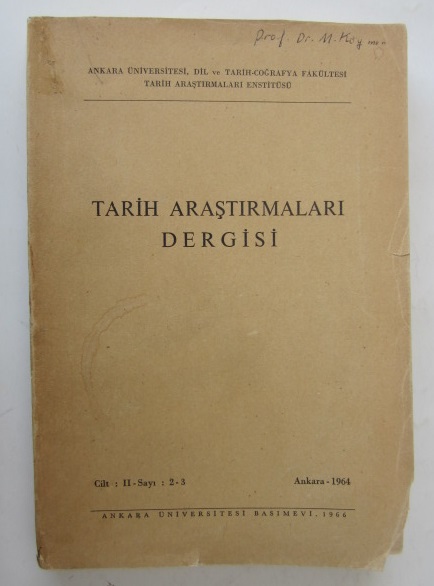 Prof Dr. M.
ANKARA ÜNİVERSİTESİ, DİL ve TARİH-COĞRAFYA FAKÜLTESİ
TARİH ARAŞTIRMALARI ENSTİTÜSÜ
TARİH ARAŞTIRMALARI
DERGİSİ
Cilt : II - Sayı : 2-3 Ankara - 1964
ANKARA ÜNİVERSİTESİ BASIMEVİ, 1966